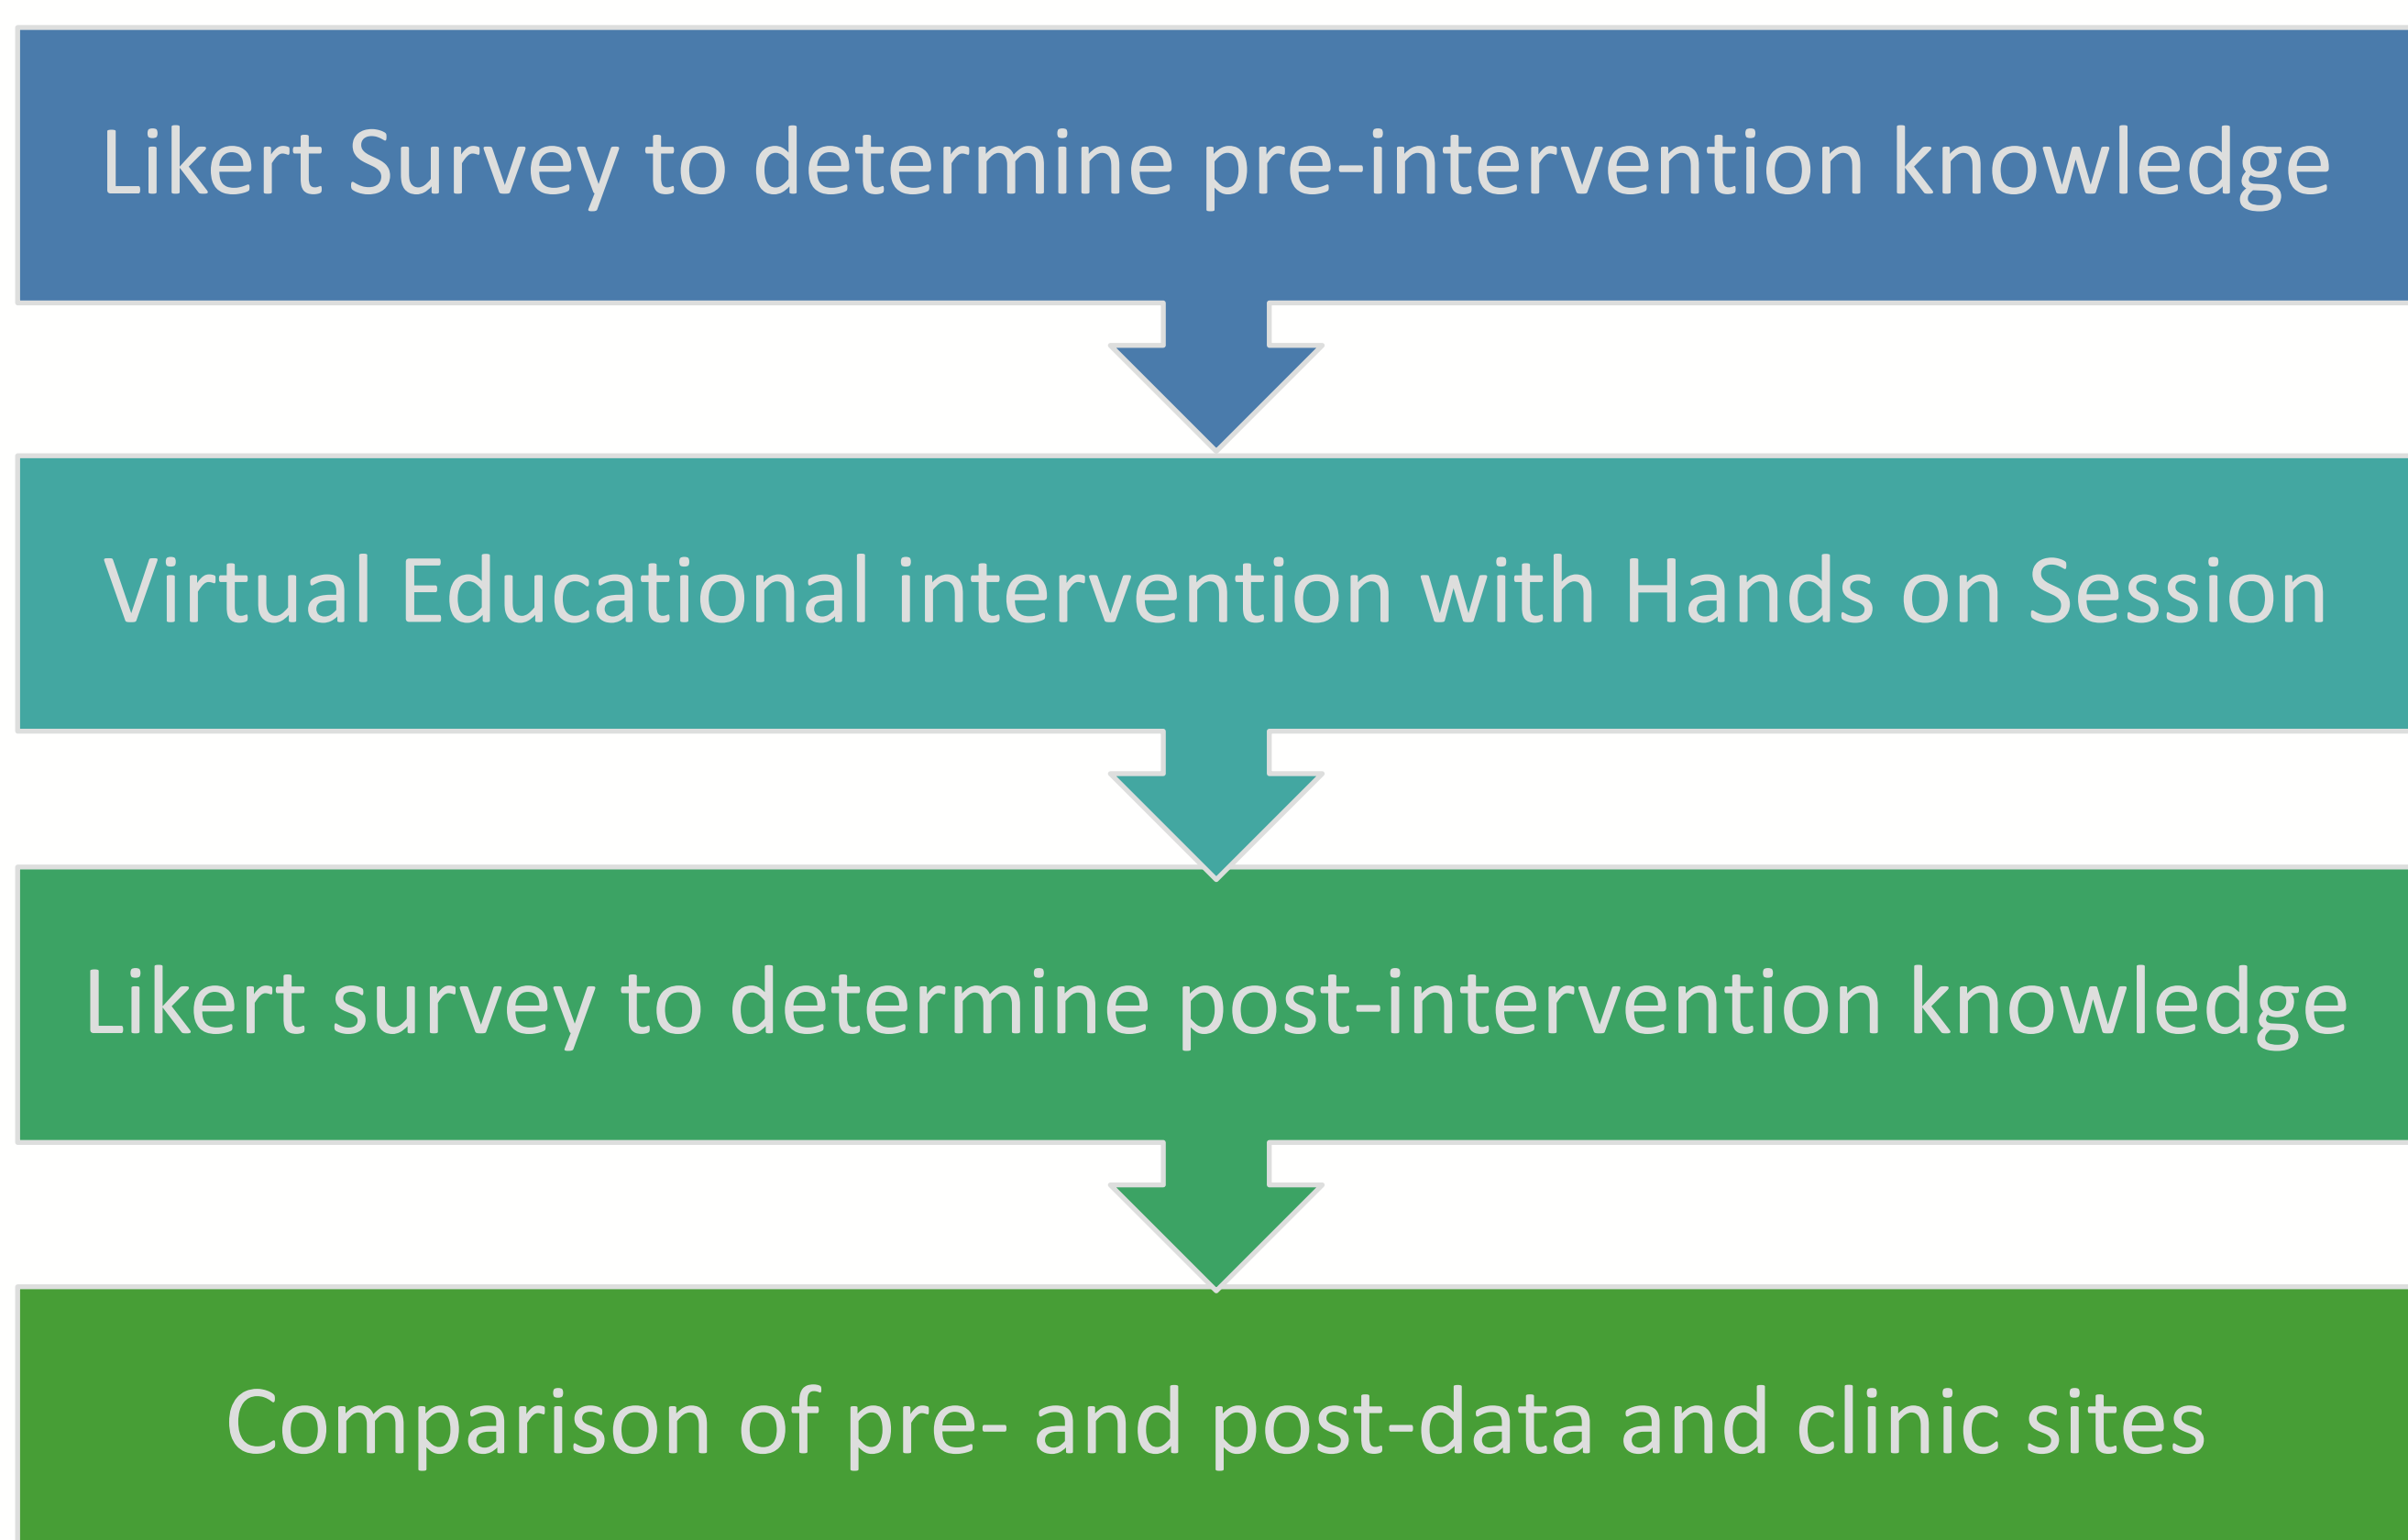 Likert Survey to determine pre-intervention knowledge
Virtual Educational intervention with Hands on Session
Likert survey to determine post-intervention knowledge
Comparison of pre- and post-data and clinic sites